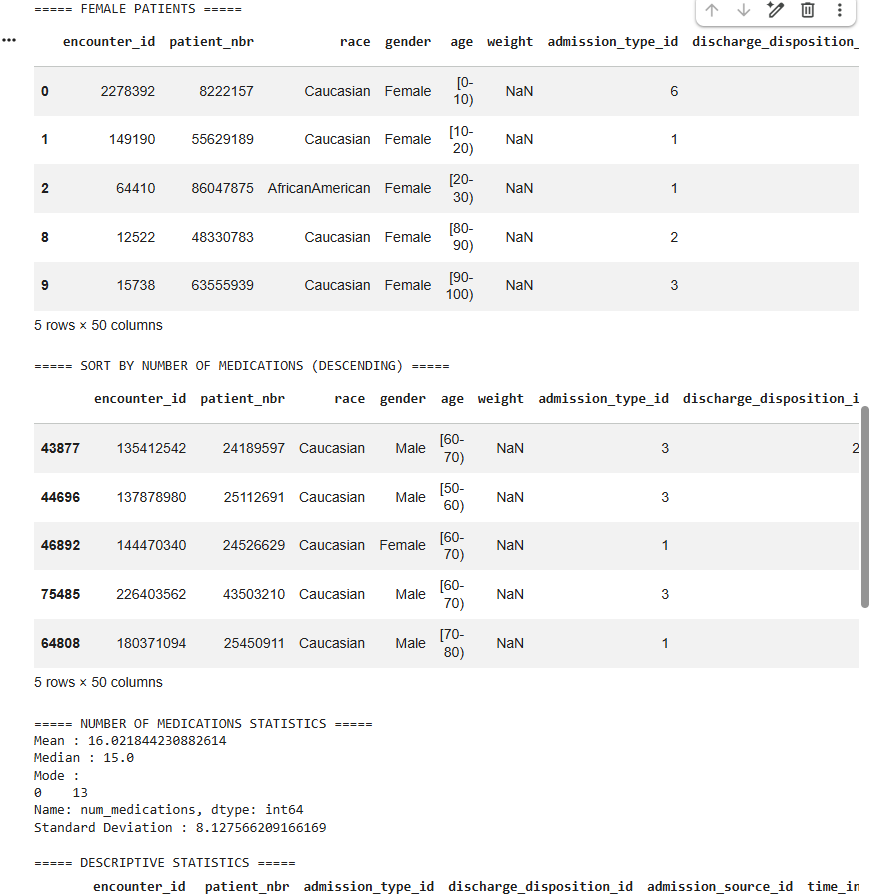 ===== FEMALE PATIENTS =====
encounter_id patient_nbr race gender age weight admission_type_id discharge_disposition_
0 2278392 8222157 Caucasian Female [0-
10) NaN 6
1 149190 55629189 Caucasian Female [10-
20) NaN 1
2 64410 86047875 AfricanAmerican Female [20-
30) NaN 1
8 12522 48330783 Caucasian Female [80-
90) NaN 2
9 15738 63555939 Caucasian Female [90-
100) NaN 3
5 rows × 50 columns
===== SORT BY NUMBER OF MEDICATIONS (DESCENDING) =====
encounter_id patient_nbr race gender age weight admission_type_id discharge_disposition_i
43877 135412542 24189597 Caucasian Male [60-
70) NaN 3 2
44696 137878980 25112691 Caucasian Male [50-
60) NaN 3
46892 144470340 24526629 Caucasian Female [60-
70) NaN 1
75485 226403562 43503210 Caucasian Male [60-
70) NaN 3
64808 180371094 25450911 Caucasian Male [70-
80) NaN 1
5 rows × 50 columns
===== NUMBER OF MEDICATIONS STATISTICS =====
Mean : 16.021844230882614
Median : 15.0
Mode :
0 13
Name: num_medications, dtype: int64
Standard Deviation : 8.127566209166169
===== DESCRIPTIVE STATISTICS =====
encounter_id patient_nbr admission_type_id discharge_disposition_id admission_source_id time_in